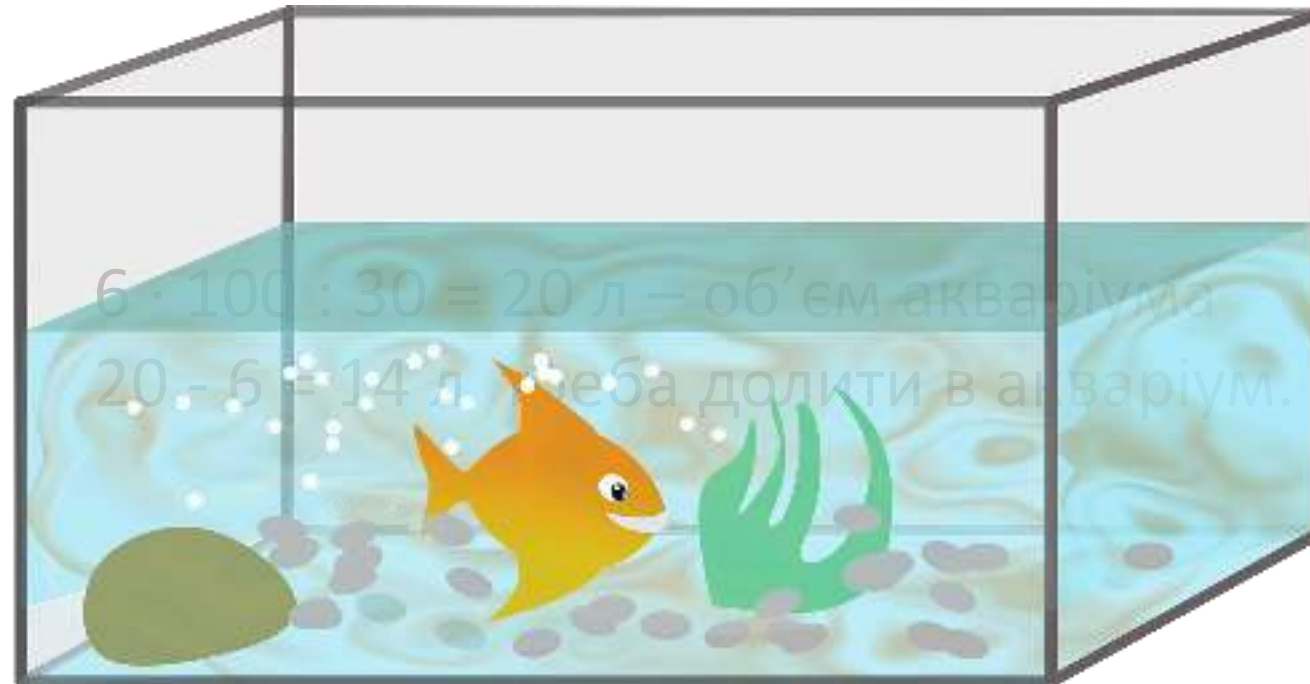 6 · 100 : 30 = 20 л – об’єм акваріума
20 - 6 = 14 л треба долити в акваріум.